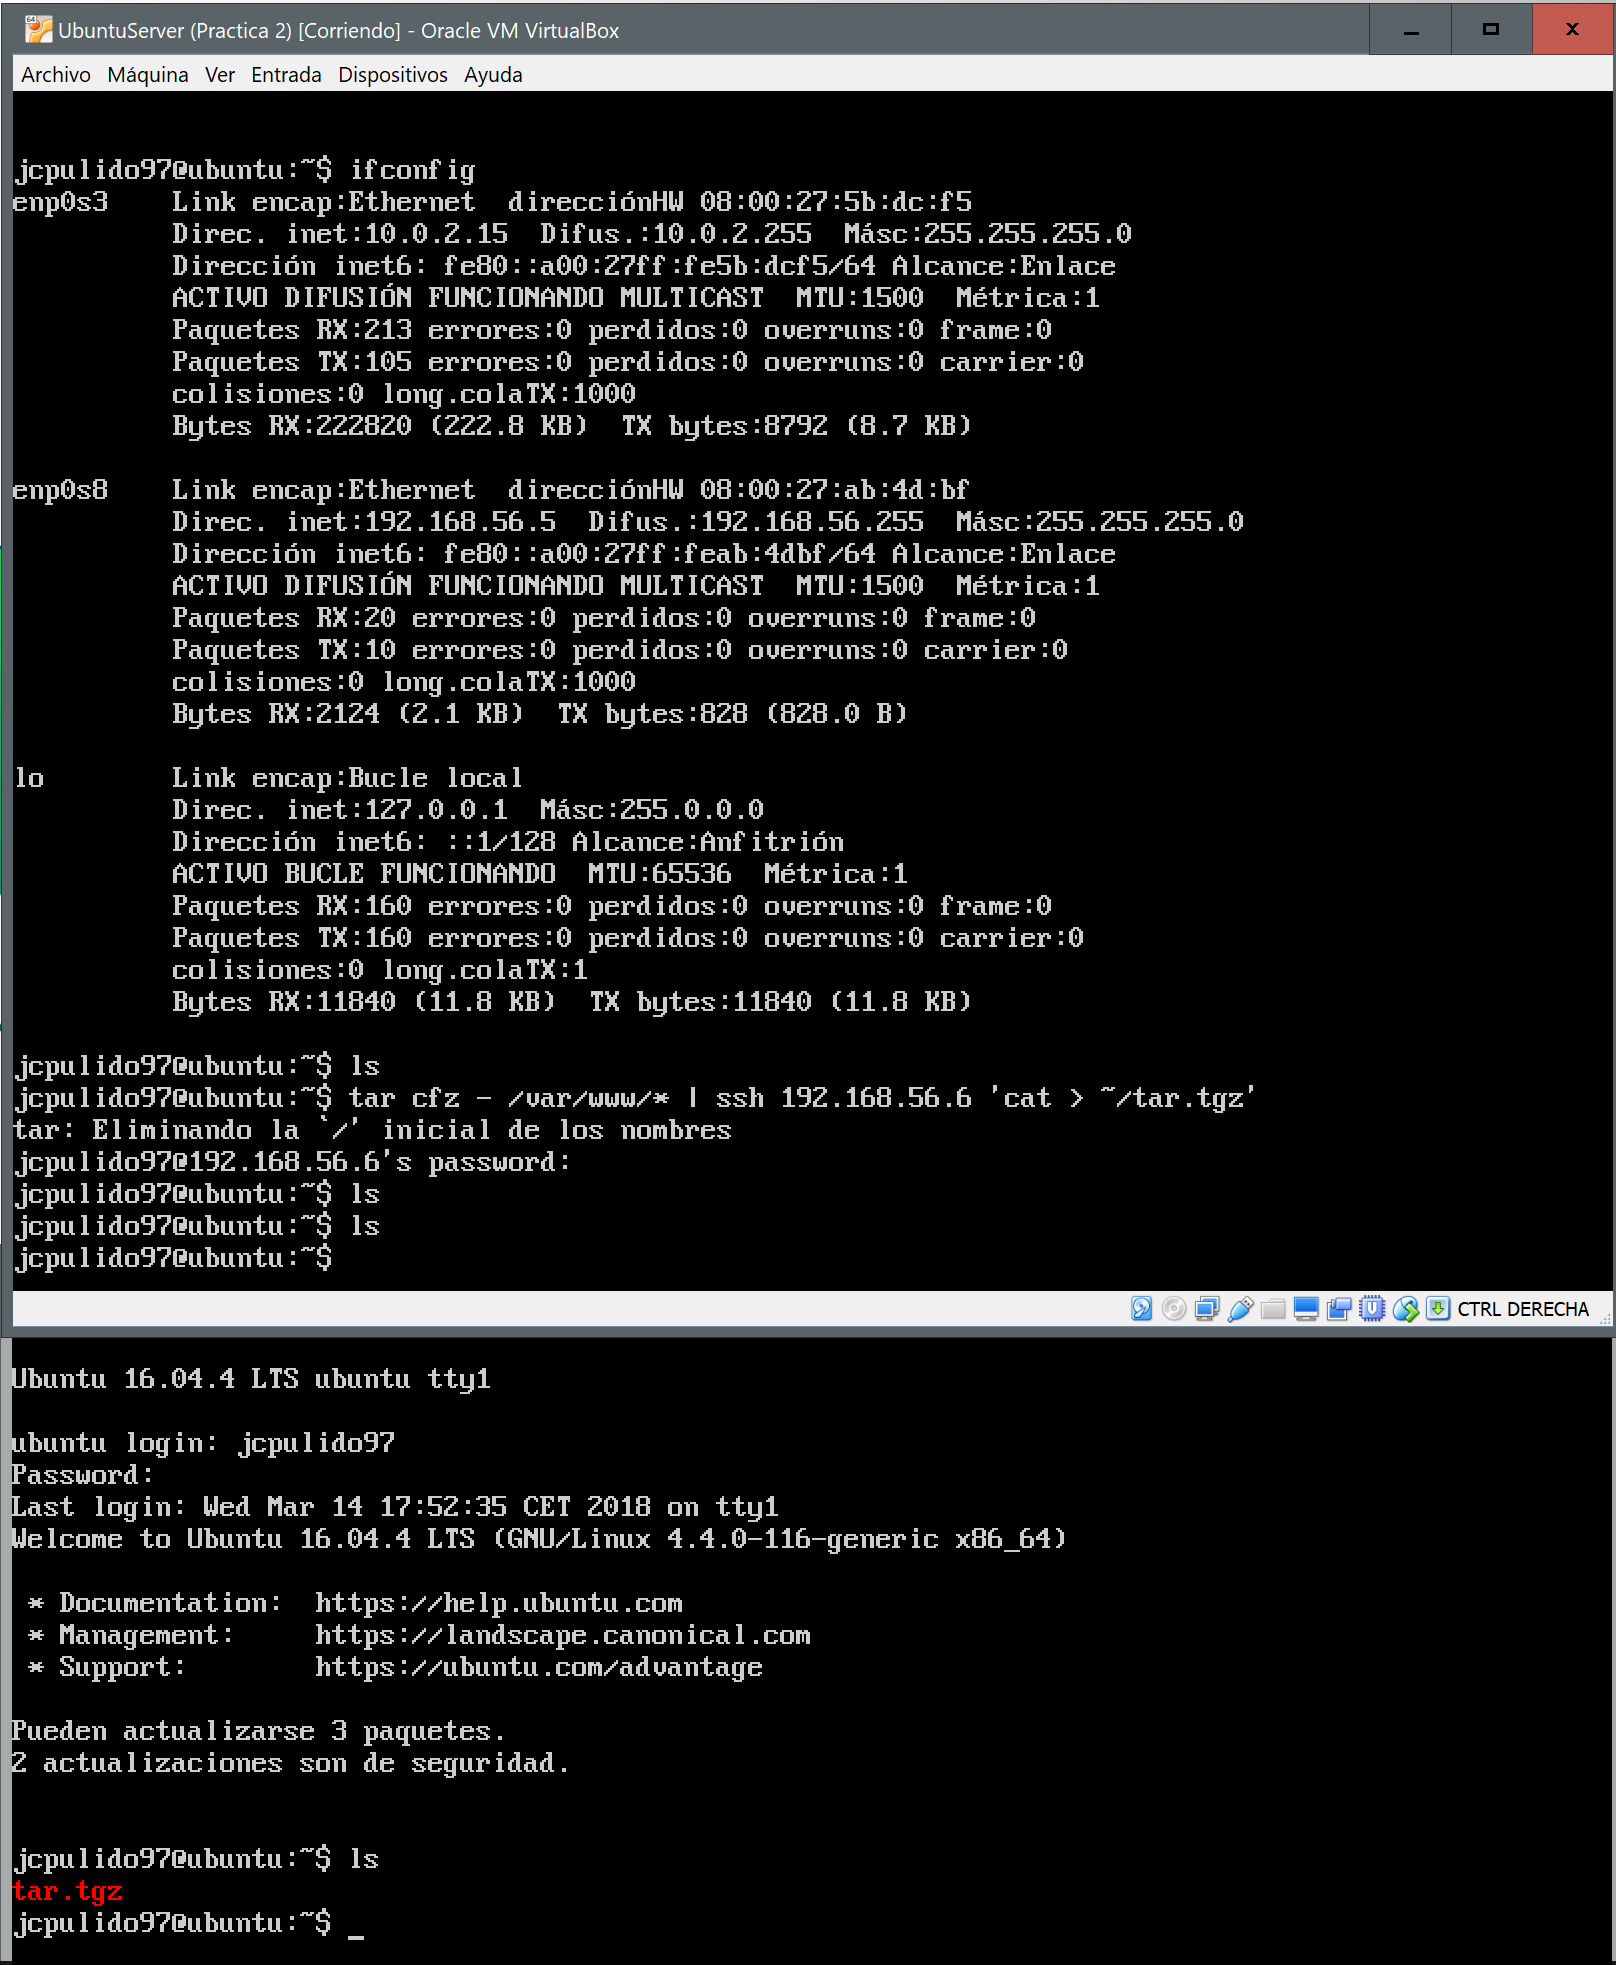 UbuntuServer (Practica 2) [Corriendo] - Oracle VM VirtualBox
Archivo Máquina Ver Entrada Dispositivos Ayuda
jcpulido97@ubuntu:~$ ifconfig
enp0s3    Link encap:Ethernet  direcciónHW 08:00:27:5b:dc:f5
          Direc. inet:10.0.2.15  Difus.:10.0.2.255  Másc:255.255.255.0
          Dirección inet6: fe80::a00:27ff:fe5b:dcf5/64 Alcance:Enlace
          ACTIVO DIFUSIÓN FUNCIONANDO MULTICAST  MTU:1500  Métrica:1
          Paquetes RX:213 errores:0 perdidos:0 overruns:0 frame:0
          Paquetes TX:105 errores:0 perdidos:0 overruns:0 carrier:0
          colisiones:0 long.colaTX:1000
          Bytes RX:222820 (222.8 KB)  TX bytes:8792 (8.7 KB)
enp0s8    Link encap:Ethernet  direcciónHW 08:00:27:ab:4d:bf
          Direc. inet:192.168.56.5  Difus.:192.168.56.255  Másc:255.255.255.0
          Dirección inet6: fe80::a00:27ff:feab:4dbf/64 Alcance:Enlace
          ACTIVO DIFUSIÓN FUNCIONANDO MULTICAST  MTU:1500  Métrica:1
          Paquetes RX:20 errores:0 perdidos:0 overruns:0 frame:0
          Paquetes TX:10 errores:0 perdidos:0 overruns:0 carrier:0
          colisiones:0 long.colaTX:1000
          Bytes RX:2124 (2.1 KB)  TX bytes:828 (828.0 B)
lo        Link encap:Bucle local
          Direc. inet:127.0.0.1  Másc:255.0.0.0
          Dirección inet6: ::1/128 Alcance:Anfitrión
          ACTIVO BUCLE FUNCIONANDO  MTU:65536  Métrica:1
          Paquetes RX:160 errores:0 perdidos:0 overruns:0 frame:0
          Paquetes TX:160 errores:0 perdidos:0 overruns:0 carrier:0
          colisiones:0 long.colaTX:1
          Bytes RX:11840 (11.8 KB)  TX bytes:11840 (11.8 KB)
jcpulido97@ubuntu:~$ ls
jcpulido97@ubuntu:~$ tar cfz - /var/www/* | ssh 192.168.56.6 'cat > ~/tar.tgz'
tar: Eliminando la `/' inicial de los nombres
jcpulido97@192.168.56.6's password:
jcpulido97@ubuntu:~$ ls
jcpulido97@ubuntu:~$ ls
jcpulido97@ubuntu:~$
CTRL DERECHA
Ubuntu 16.04.4 LTS ubuntu tty1
ubuntu login: jcpulido97
Password:
Last login: Wed Mar 14 17:52:35 CET 2018 on tty1
Welcome to Ubuntu 16.04.4 LTS (GNU/Linux 4.4.0-116-generic x86_64)
 * Documentation:  https://help.ubuntu.com
 * Management:     https://landscape.canonical.com
 * Support:        https://ubuntu.com/advantage
Pueden actualizarse 3 paquetes.
2 actualizaciones son de seguridad.
jcpulido97@ubuntu:~$ ls
tar.tgz
jcpulido97@ubuntu:~$ _